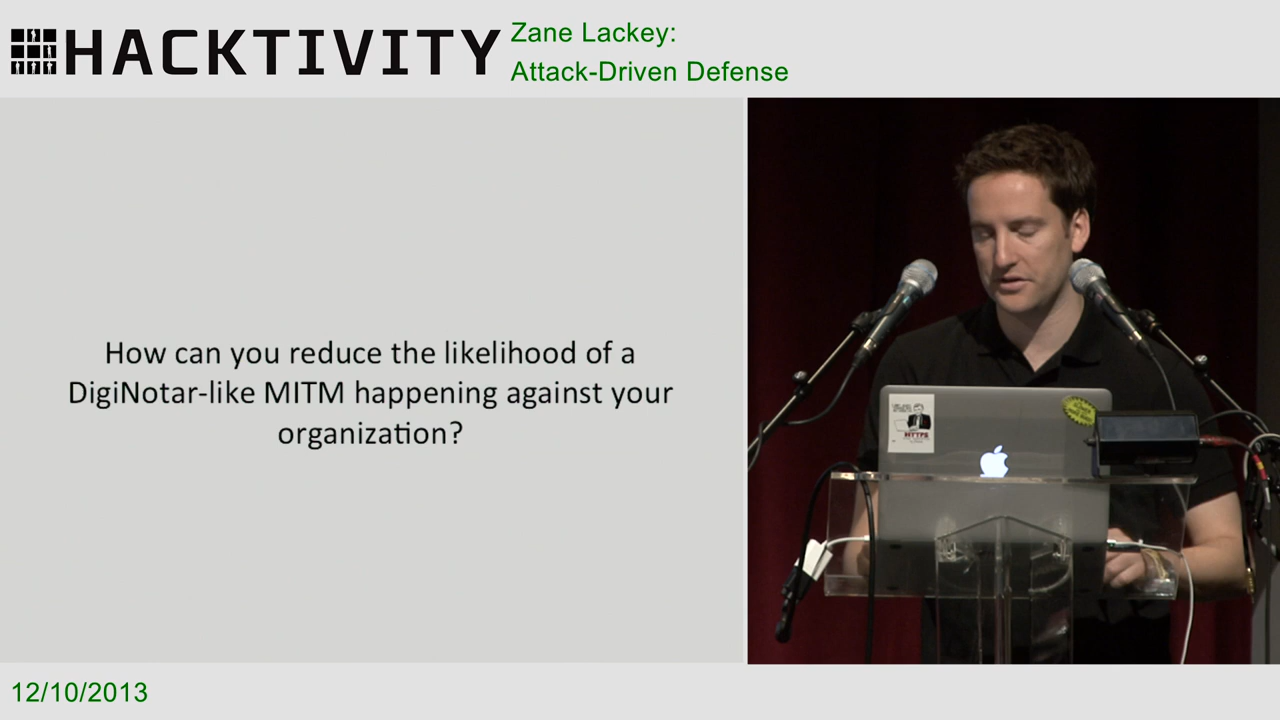 HACKTIVITY
Zane Lackey:
Attack-Driven Defense
How can you reduce the likelihood of a
DigiNotar-like MITM happening against your
organization?
HTTPS
12/10/2013